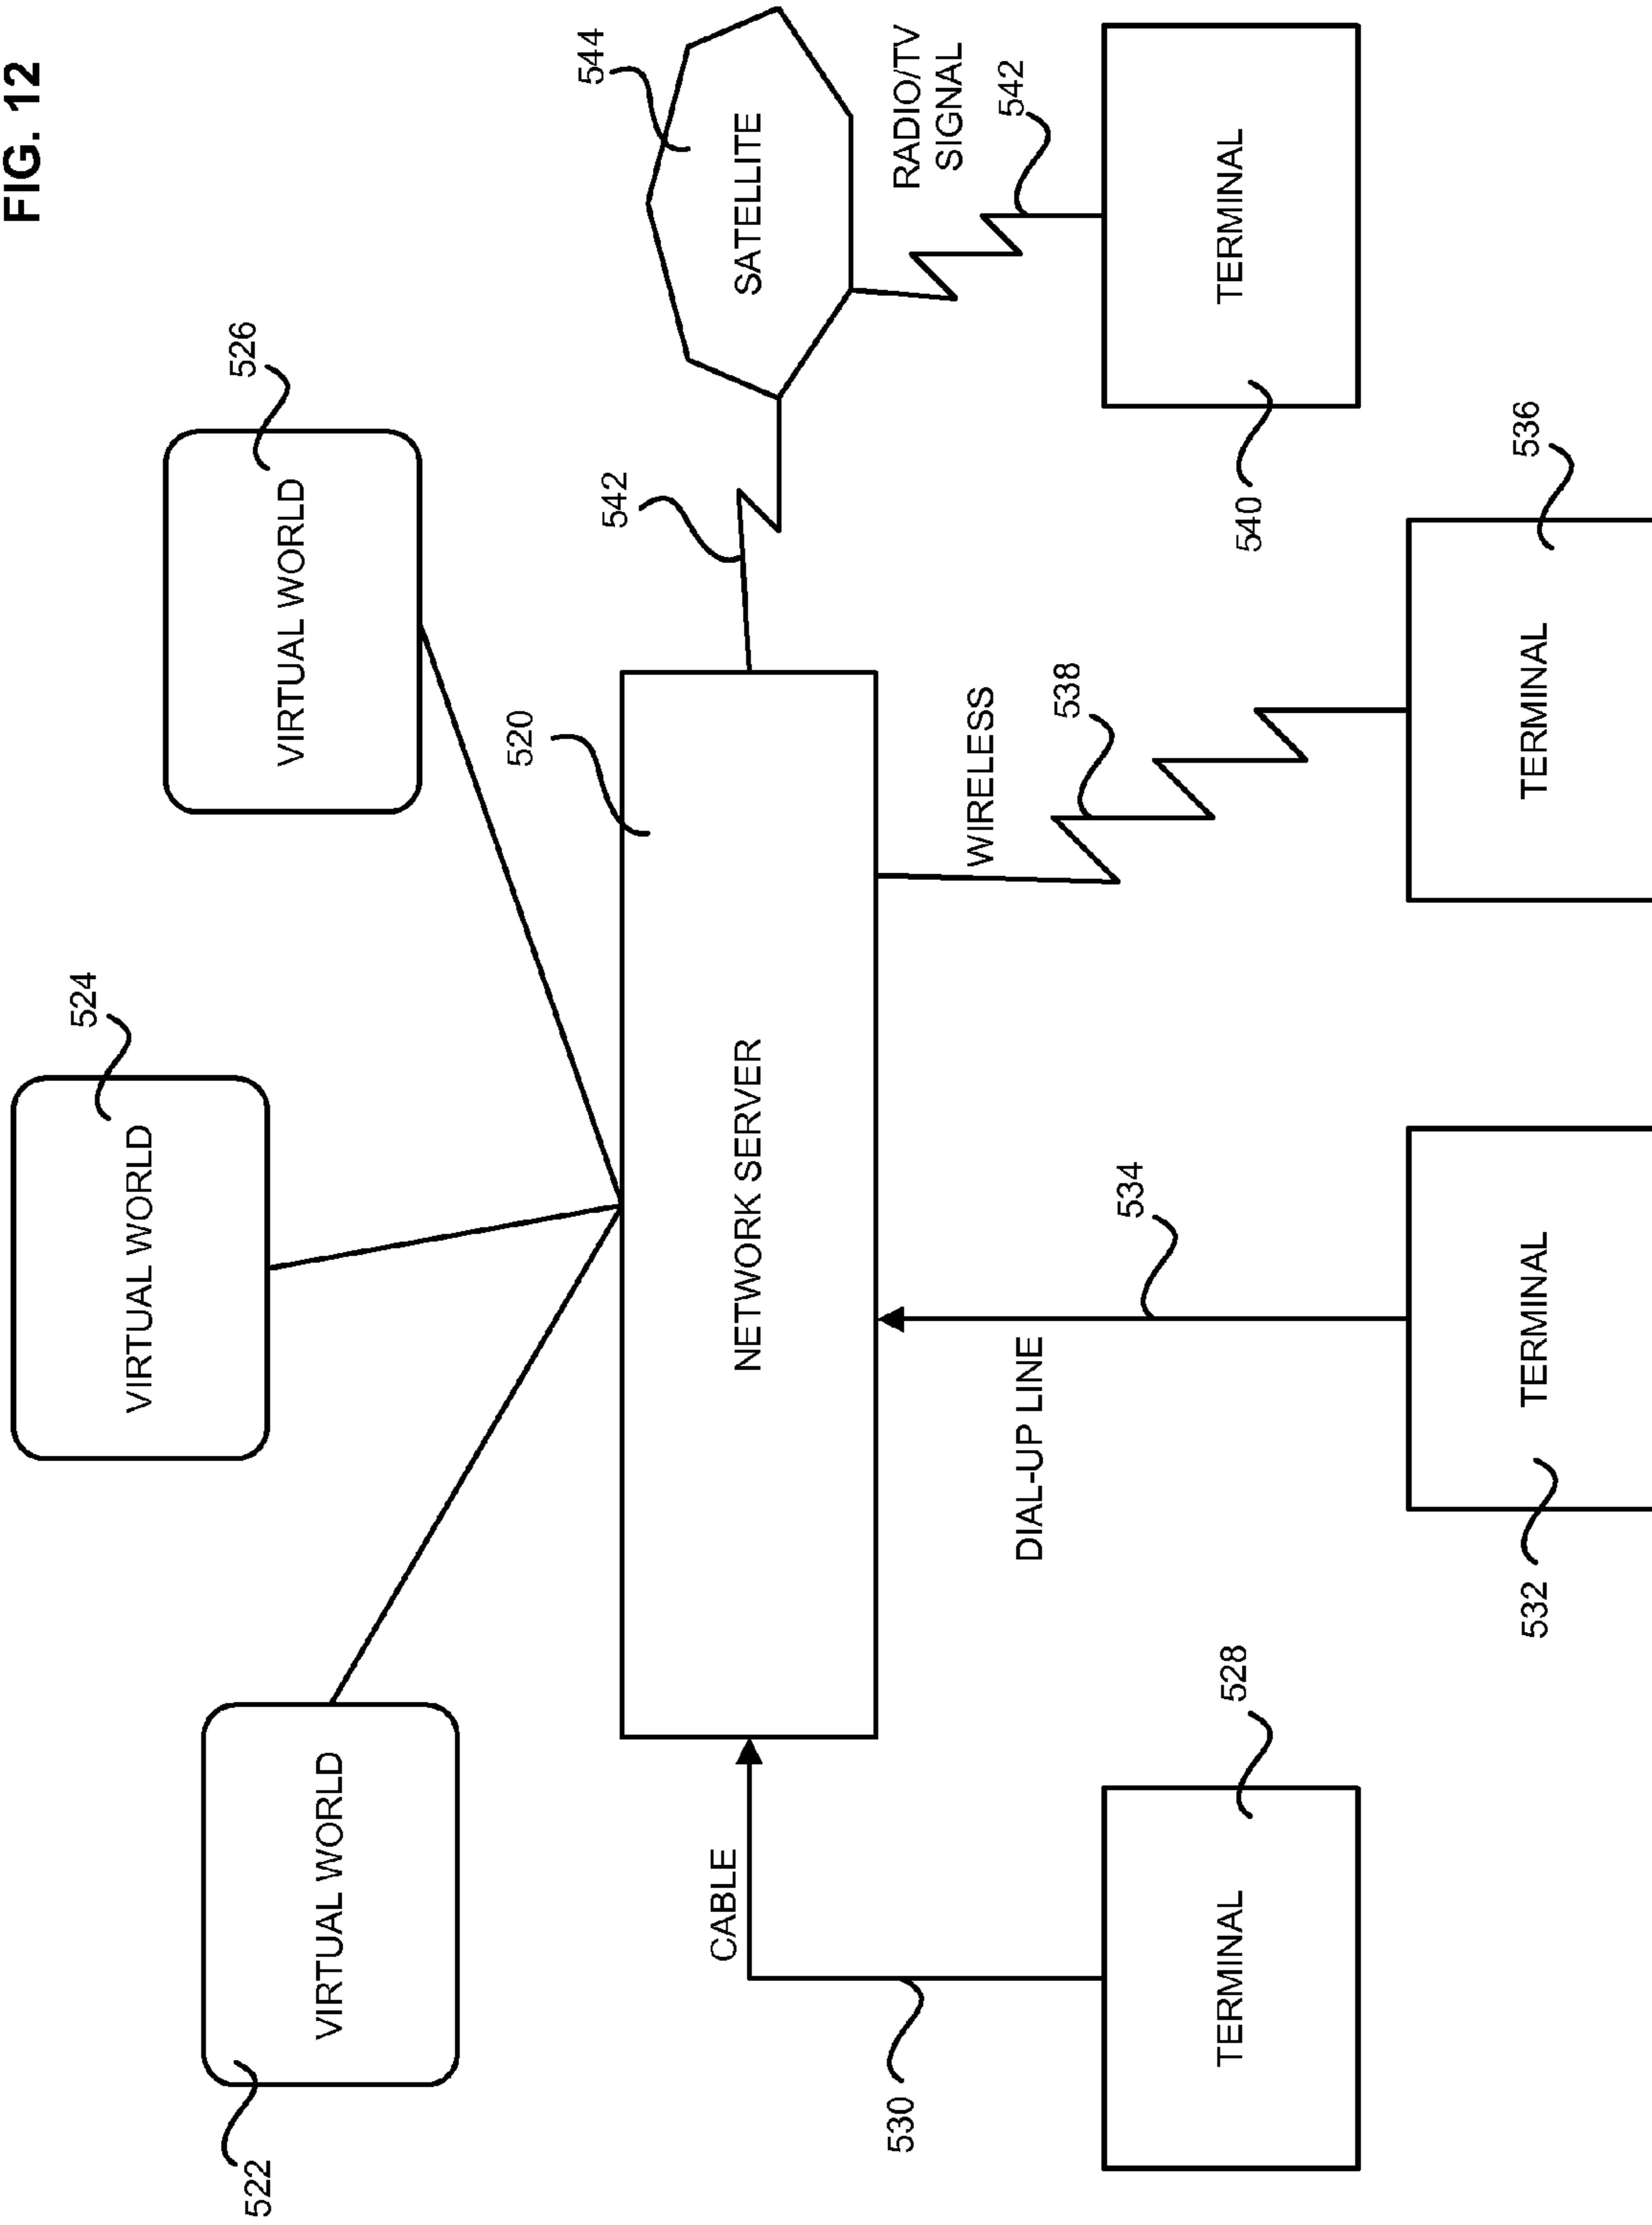 FIG. 12
524
VIRTUAL WORLD
526
VIRTUAL WORLD
522
VIRTUAL WORLD
520
542
544
SATELLITE
NETWORK SERVER
CABLE
RADIO/TV
SIGNAL
542
WIRELESS
538
DIAL-UP LINE
534
530
528
TERMINAL
TERMINAL
540
532
TERMINAL
TERMINAL
536